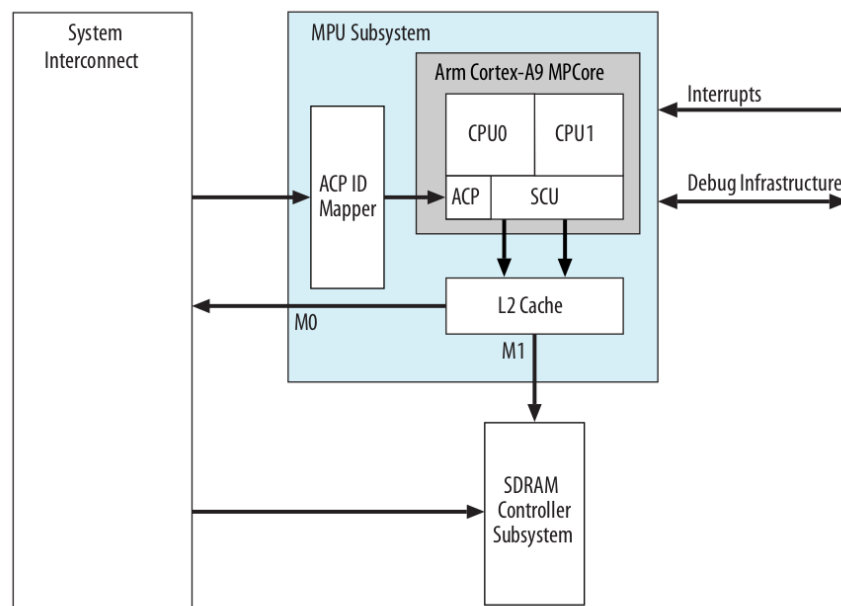 System
Interconnect
MPU Subsystem
Arm Cortex-A9 MPCore
CPU0
CPU1
Interrupts
ACP ID
Mapper
ACP
SCU
Debug Infrastructure
L2 Cache
M0
M1
SDRAM
Controller
Subsystem